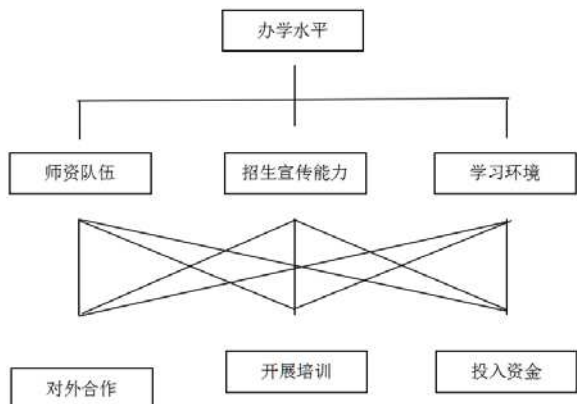 办学水平
师资队伍
招生宣传能力
学习环境
对外合作
开展培训
投入资金